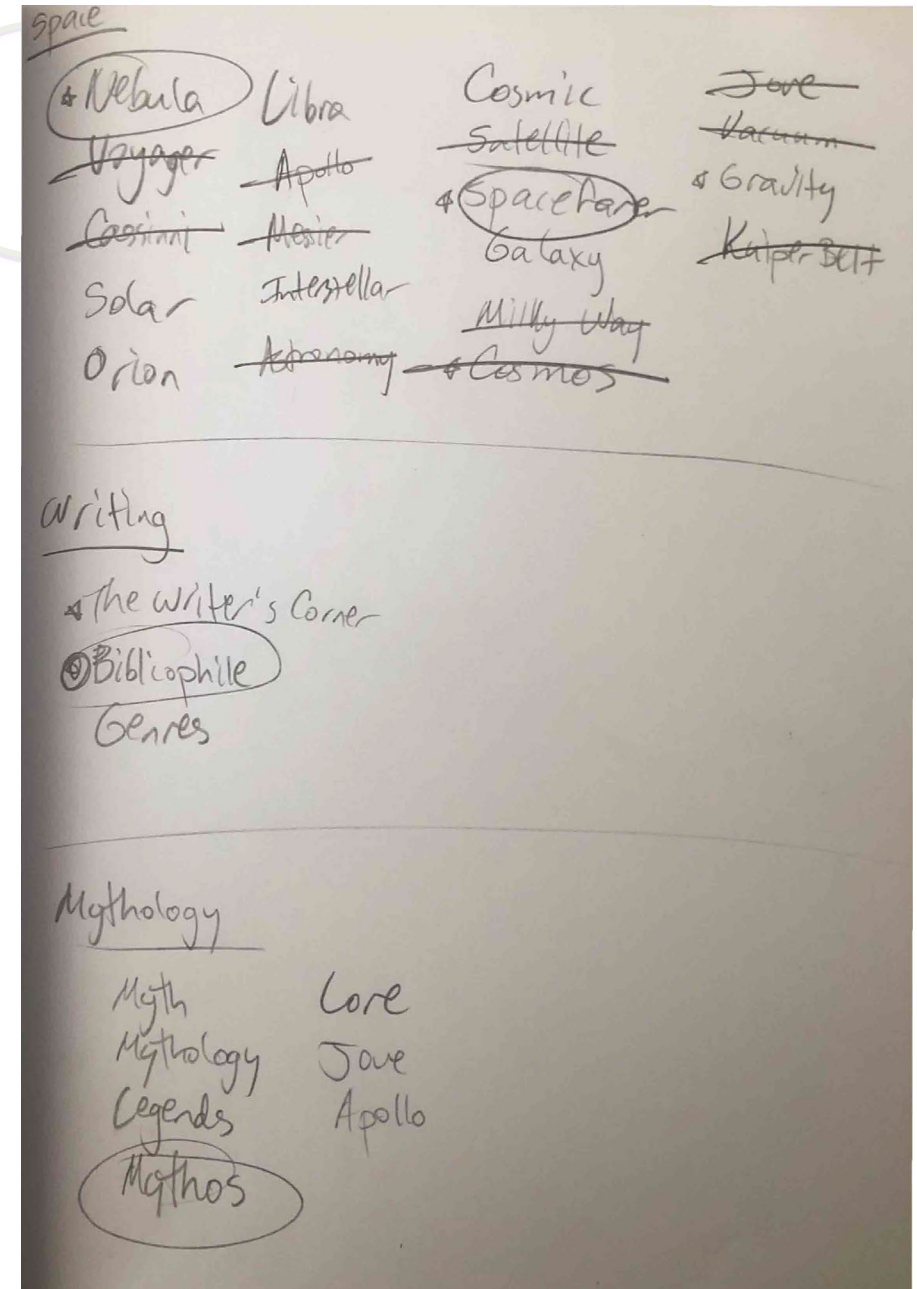 Space
Nebula
Voyager
Cassinni
Solar
Orion
Libra
Apollo
Messier
Interstellar
Astronomy
Cosmic
Satellite
Spacefarer
Galaxy
Milky Way
Cosmos
Jove
Vacuum
Gravity
Kuiper Belt
Writing
The Writer's Corner
Bibliophile
Genres
Mythology
Myth
Mythology
Legends
Mythos
Lore
Jove
Apollo